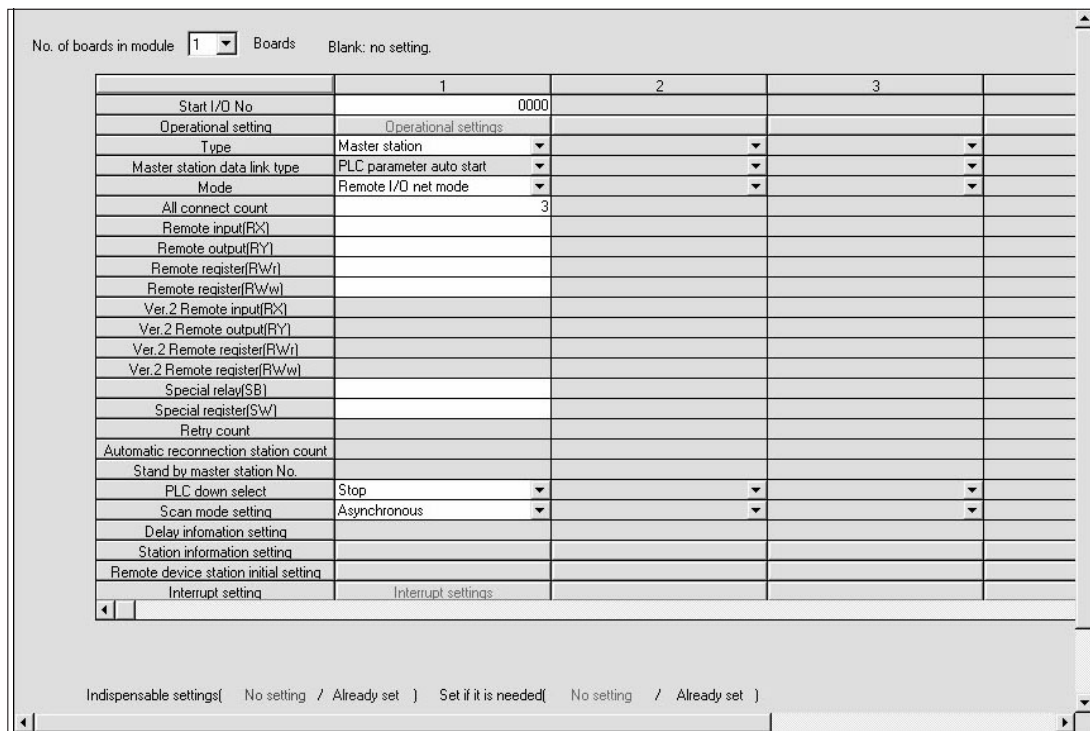 No. of boards in module 1 Boards Blank: no setting.
1 2 3
Start I/O No 0000
Operational setting Operational settings
Type Master station
Master station data link type PLC parameter auto start
Mode Remote I/O net mode
All connect count 3
Remote input(RX)
Remote output(RY)
Remote register(RWr)
Remote register(RWw)
Ver.2 Remote input(RX)
Ver.2 Remote output(RY)
Ver.2 Remote register(RWr)
Ver.2 Remote register(RWw)
Special relay(SB)
Special register(SW)
Retry count
Automatic reconnection station count
Stand by master station No.
PLC down select Stop
Scan mode setting Asynchronous
Delay infomation setting
Station information setting
Remote device station initial setting
Interrupt setting Interrupt settings
Indispensable settings( No setting / Already set ) Set if it is needed( No setting / Already set )